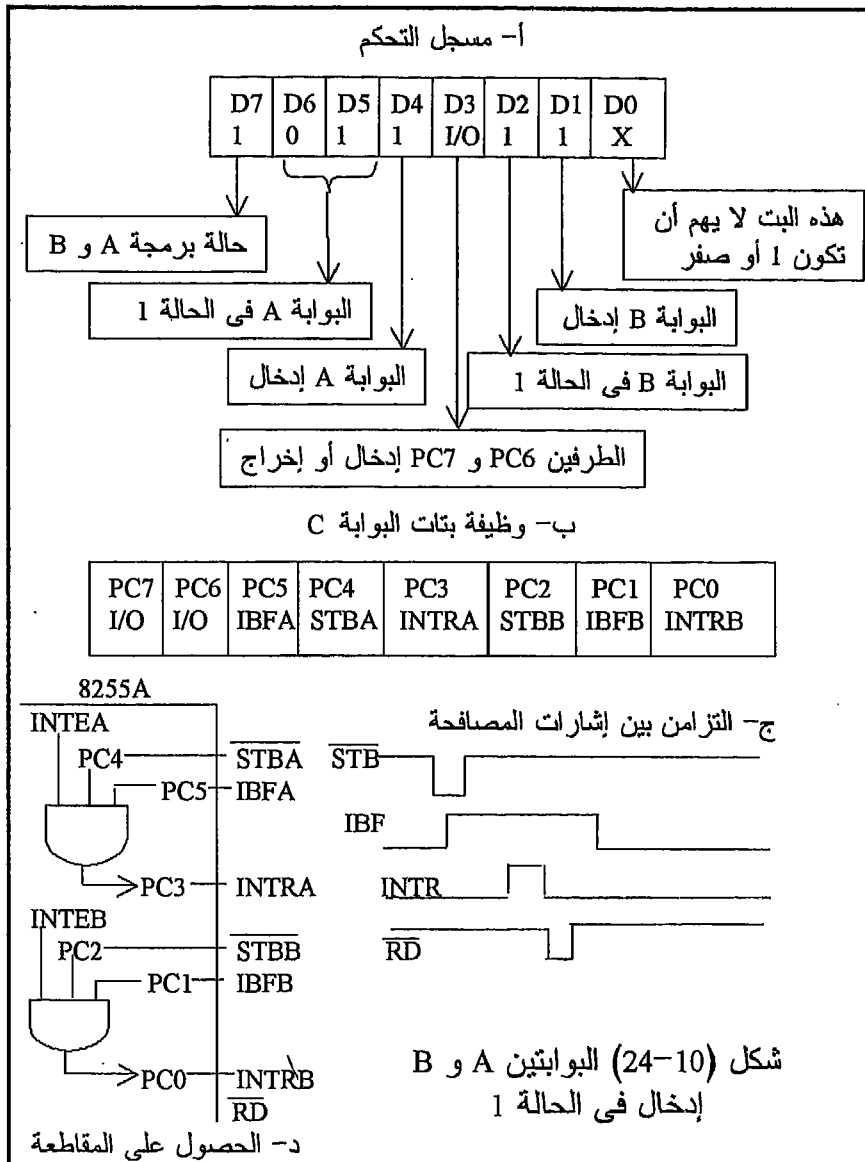 أ- مسجل التحكم
D7 D6 D5 D4 D3 D2 D1 D0
1 0 1 1 I/O 1 1 X
هذه البت لا يهم أن
تكون 1 أو صفر
حالة برمجة A و B
البوابة A فى الحالة 1
البوابة B إدخال
البوابة A إدخال
البوابة B فى الحالة 1
الطرفين PC6 و PC7 إدخال أو إخراج
ب- وظيفة بتات البوابة C
PC7 PC6 PC5 PC4 PC3 PC2 PC1 PC0
I/O I/O IBFA STBA INTRA STBB IBFB INTRB
8255A
ج- التزامن بين إشارات المصافحة
INTEA
PC4 STBA
PC5 IBFA
PC3 INTRA
INTEB
PC2 STBB
PC1 IBFB
PC0 INTRB
RD
STB
IBF
INTR
RD
شكل (10-24) البوابتين A و B
إدخال فى الحالة 1
د- الحصول على المقاطعة